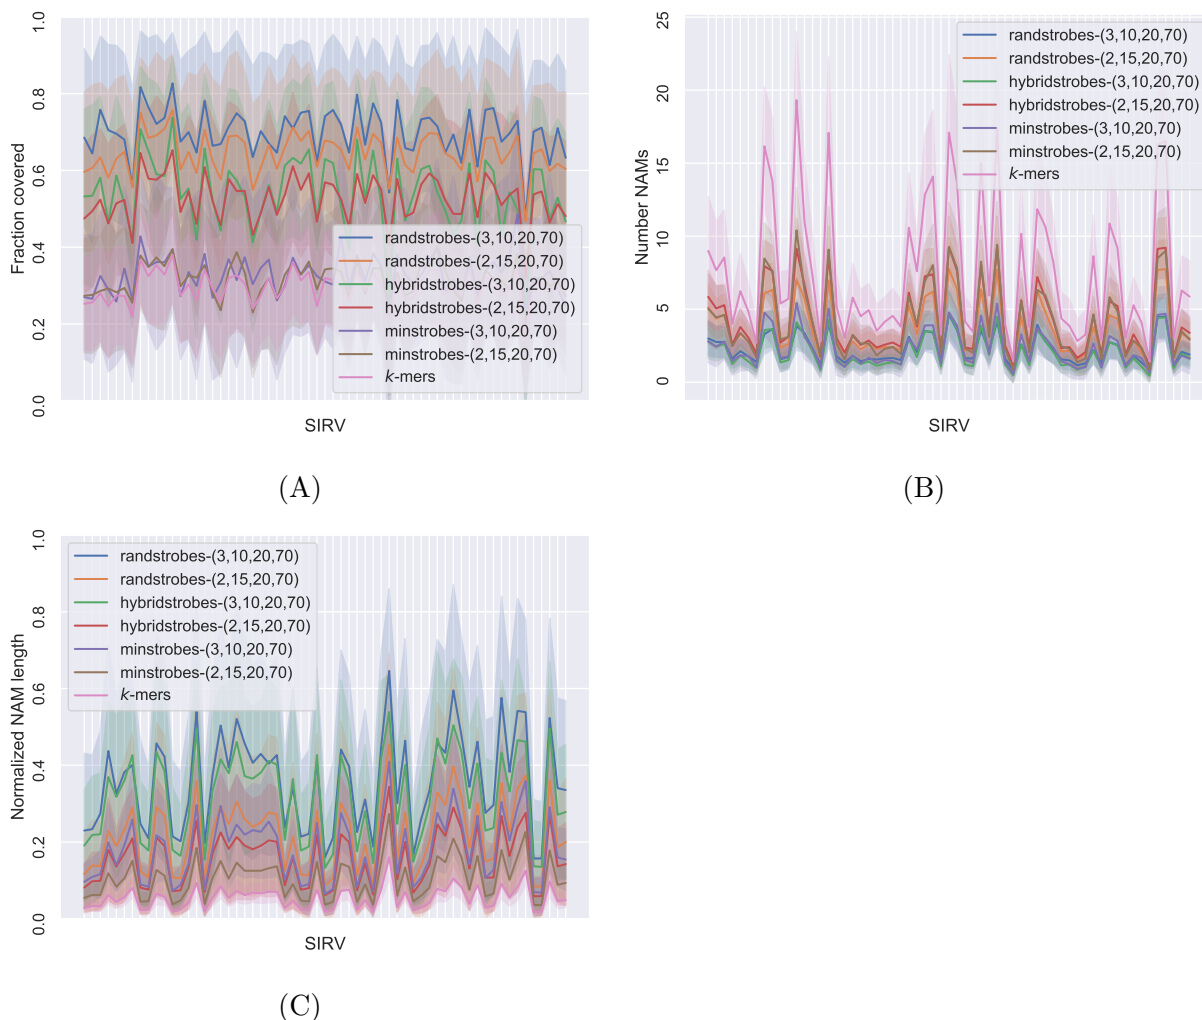 1.0
0.8
0.6
0.4
0.2
0.0
Fraction covered
randstrobes-(3,10,20,70)
randstrobes-(2,15,20,70)
hybridstrobes-(3,10,20,70)
hybridstrobes-(2,15,20,70)
minstrobes-(3,10,20,70)
minstrobes-(2,15,20,70)
k-mers
SIRV
(A)
25
20
15
10
5
0
Number NAMs
randstrobes-(3,10,20,70)
randstrobes-(2,15,20,70)
hybridstrobes-(3,10,20,70)
hybridstrobes-(2,15,20,70)
minstrobes-(3,10,20,70)
minstrobes-(2,15,20,70)
k-mers
SIRV
(B)
1.0
0.8
0.6
0.4
0.2
0.0
Normalized NAM length
randstrobes-(3,10,20,70)
randstrobes-(2,15,20,70)
hybridstrobes-(3,10,20,70)
hybridstrobes-(2,15,20,70)
minstrobes-(3,10,20,70)
minstrobes-(2,15,20,70)
k-mers
SIRV
(C)